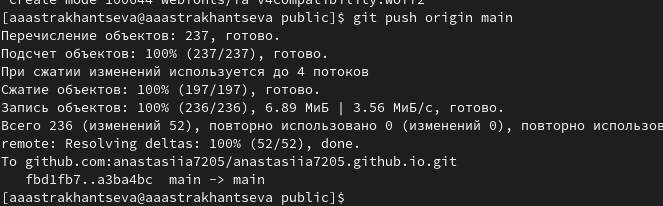 create mode 100644 webfonts/fa-v4compatibility.woff2
[aaastrakhantseva@aaastrakhantseva public]$ git push origin main
Перечисление объектов: 237, готово.
Подсчет объектов: 100% (237/237), готово.
При сжатии изменений используется до 4 потоков
Сжатие объектов: 100% (197/197), готово.
Запись объектов: 100% (236/236), 6.89 МиБ | 3.56 МиБ/с, готово.
Всего 236 (изменений 52), повторно использовано 0 (изменений 0), повторно использов
remote: Resolving deltas: 100% (52/52), done.
To github.com:anastasiia7205/anastasiia7205.github.io.git
fbd1fb7..a3ba4bc main -> main
[aaastrakhantseva@aaastrakhantseva public]$